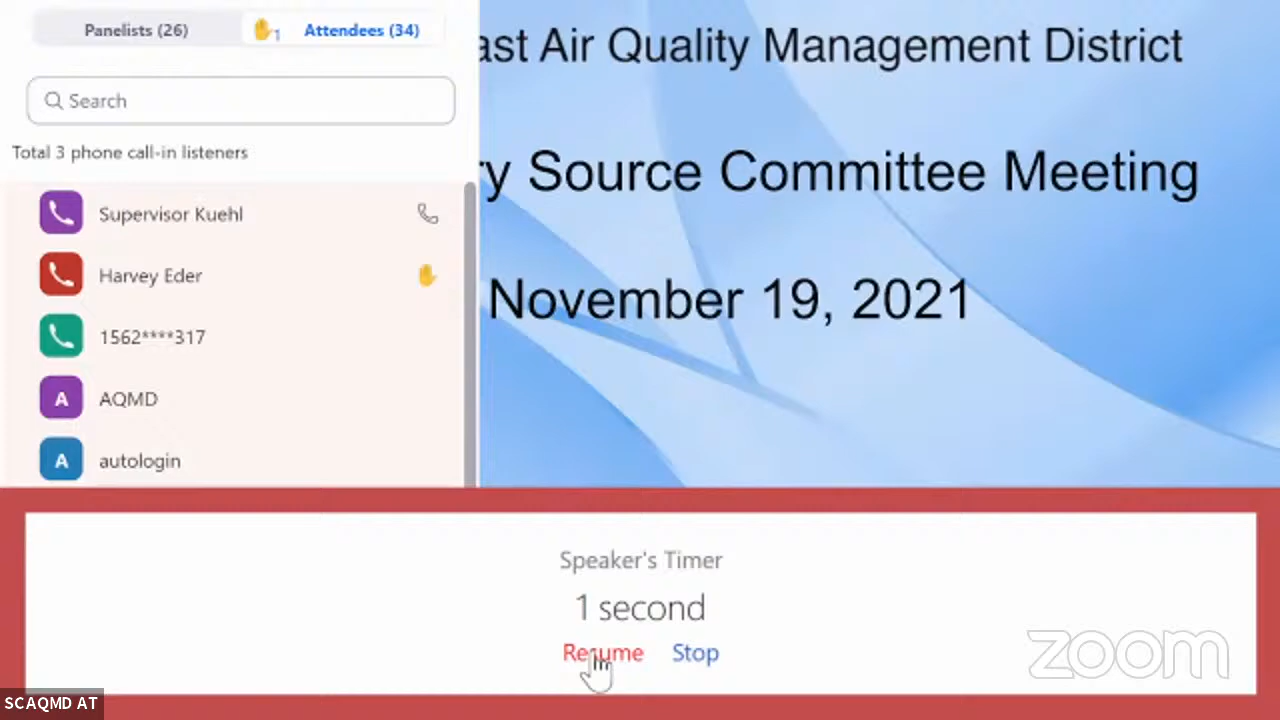 Panelists (26)
1
Attendees (34)
ast Air Quality Management District
Search
Total 3 phone call-in listeners
y Source Committee Meeting
Supervisor Kuehl
Harvey Eder
November 19, 2021
1562****317
A AQMD
A autologin
Speaker's Timer
1 second
Resume Stop
zoom
SCAQMD AT